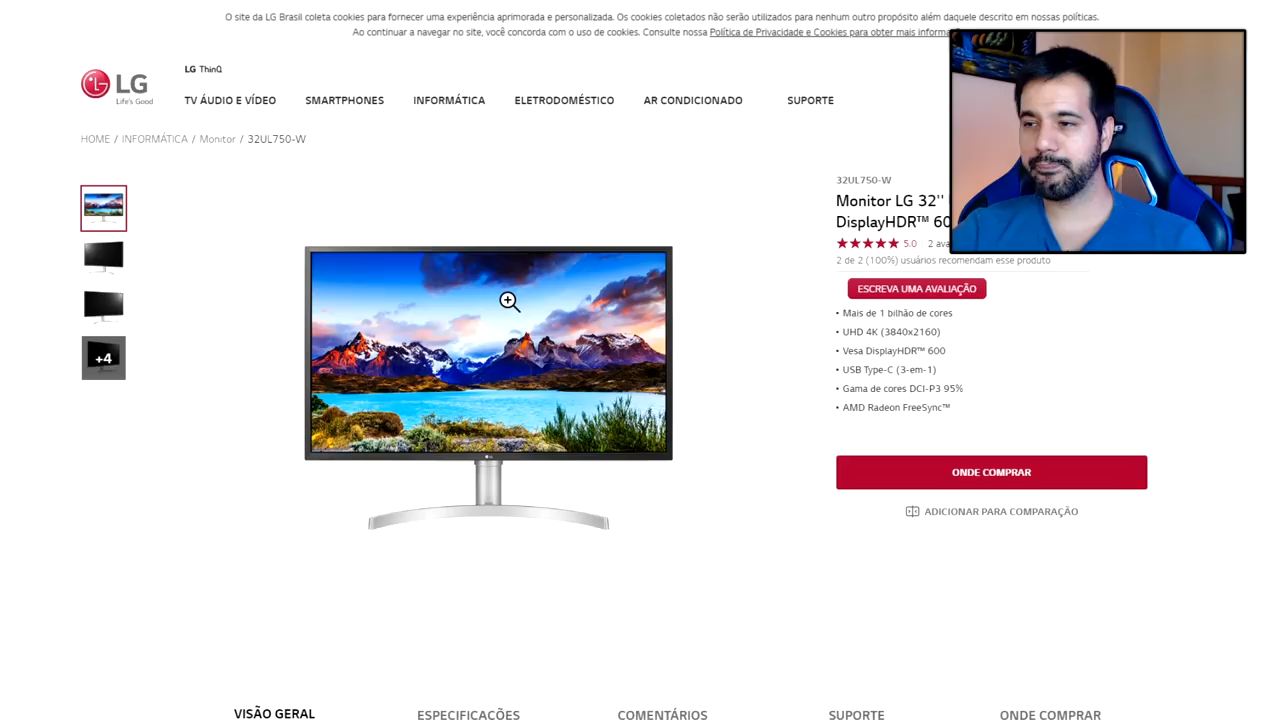 O site da LG Brasil coleta cookies para fornecer uma experiência aprimorada e personalizada. Os cookies coletados não serão utilizados para nenhum outro propósito além daquele descrito em nossas políticas.
Ao continuar a navegar no site, você concorda com o uso de cookies. Consulte nossa Política de Privacidade e Cookies para obter mais
LG ThinQ
LG
Life's Good
TV ÁUDIO E VÍDEO SMARTPHONES INFORMÁTICA ELETRODOMÉSTICO AR CONDICIONADO SUPORTE
HOME / INFORMÁTICA / Monitor / 32UL750-W
32UL750-W
Monitor LG 32''
DisplayHDR™
5.0 2
2 de 2 (100%) usuários recomendam esse produto
ESCREVA UMA AVALIAÇÃO
• Mais de 1 bilhão de cores
• UHD 4K (3840x2160)
• Vesa DisplayHDR™ 600
• USB Type-C (3-em-1)
• Gama de cores DCI-P3 95%
• AMD Radeon FreeSync™
+4
ONDE COMPRAR
ADICIONAR PARA COMPARAÇÃO
VISÃO GERAL ESPECIFICAÇÕES COMENTÁRIOS SUPORTE ONDE COMPRAR